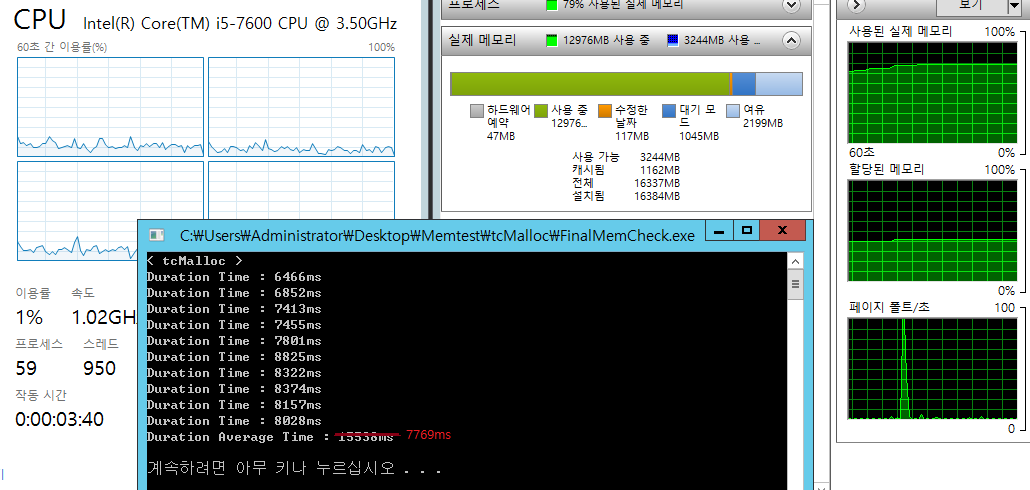 CPU Intel(R) Core(TM) i5-7600 CPU @ 3.50GHz
60초 간 이용률(%) 100%
이용률 속도
1% 1.02GH
프로세스 스레드
59 950
작동 시간
0:00:03:40
프로세스 79% 사용된 실제 메모리
실제 메모리 12976MB 사용 중 3244MB 사용 ...
하드웨어 예약 47MB
사용 중 12976...
수정한 날짜 117MB
대기 모드 1045MB
여유 2199MB
사용 가능 3244MB
캐시됨 1162MB
전체 16337MB
설치됨 16384MB
보기
사용된 실제 메모리 100%
60초 0%
할당된 메모리 100%
0%
페이지 폴트/초 100
0
C:₩Users₩Administrator₩Desktop₩Memtest₩tcMalloc₩FinalMemCheck.exe
< tcMalloc >
Duration Time : 6466ms
Duration Time : 6852ms
Duration Time : 7413ms
Duration Time : 7455ms
Duration Time : 7801ms
Duration Time : 8825ms
Duration Time : 8322ms
Duration Time : 8374ms
Duration Time : 8157ms
Duration Time : 8028ms
Duration Average Time : 15538ms 7769ms
계속하려면 아무 키나 누르십시오 . . .